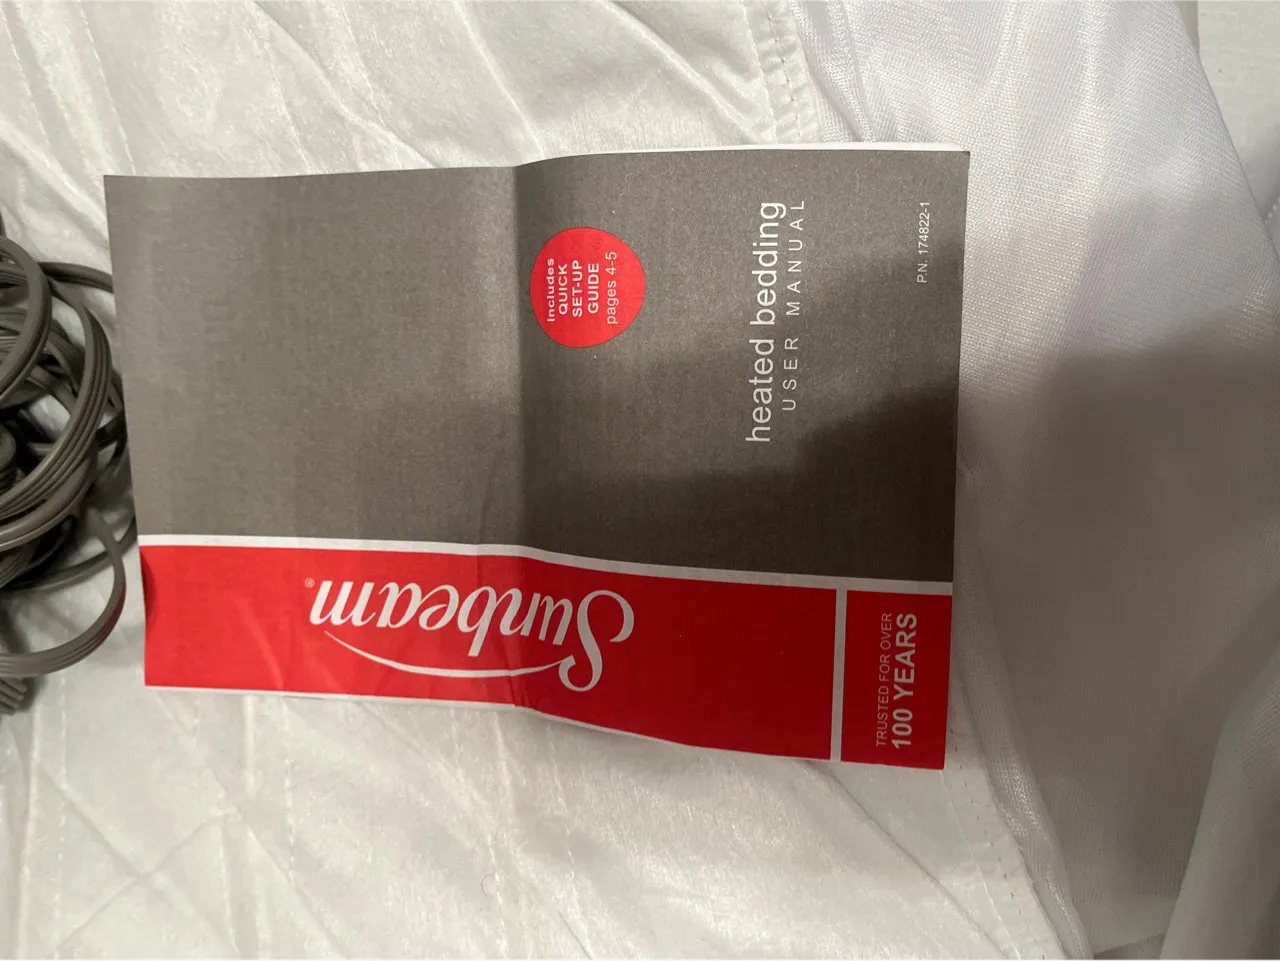 Sunbeam®
TRUSTED FOR OVER
100 YEARS
Includes
QUICK
SET-UP
GUIDE
pages 4-5
heated bedding
USER MANUAL
P.N. 174822-1